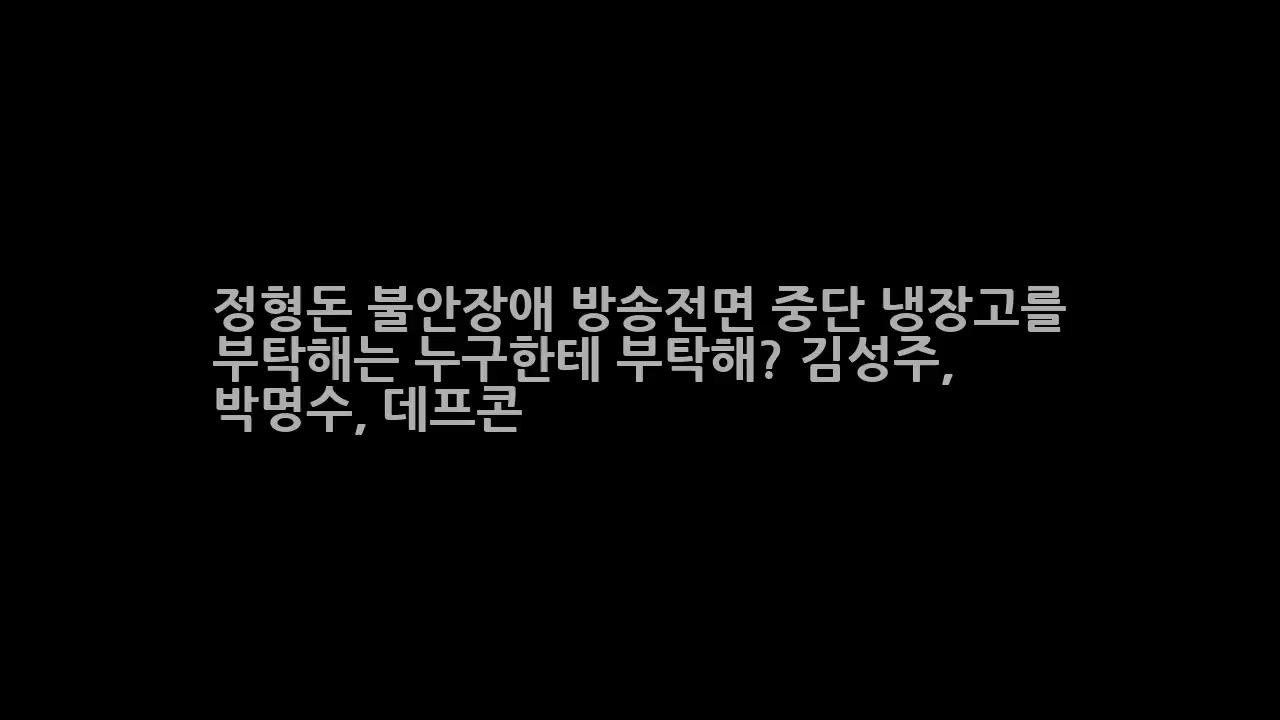 정형돈 불안장애 방송전면 중단 냉장고를
부탁해는 누구한테 부탁해? 김성주,
박명수, 데프콘